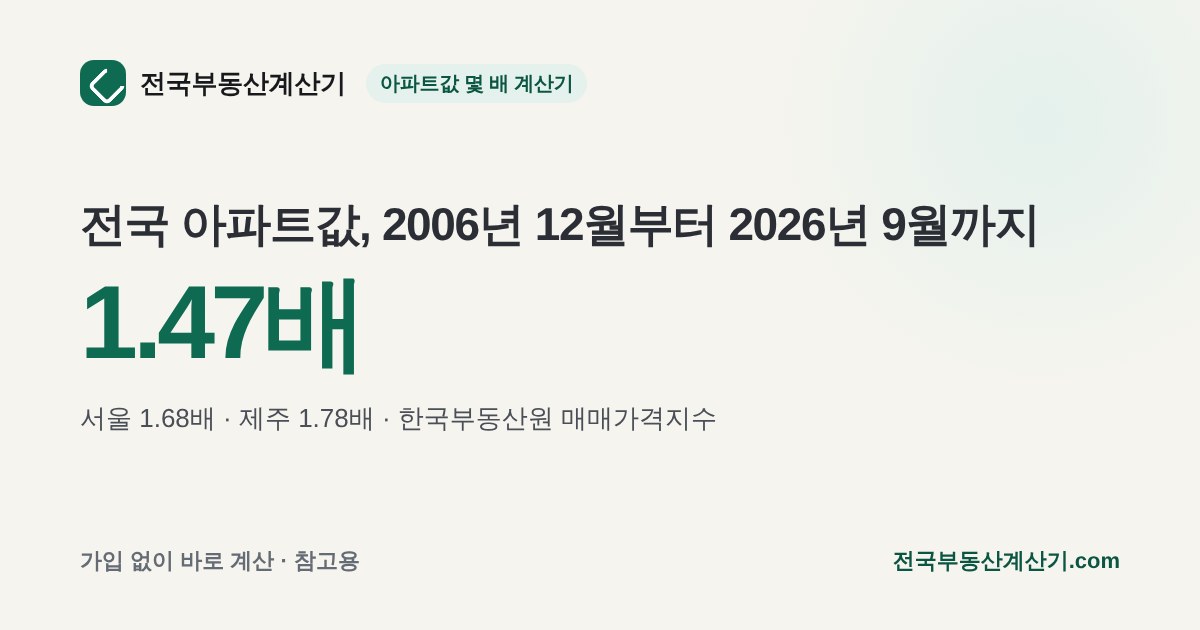 전국부동산계산기 아파트값 몇 배 계산기
전국 아파트값, 2006년 12월부터 2026년 9월까지
1.47배
서울 1.68배 · 제주 1.78배 · 한국부동산원 매매가격지수
가입 없이 바로 계산 · 참고용 전국부동산계산기.com